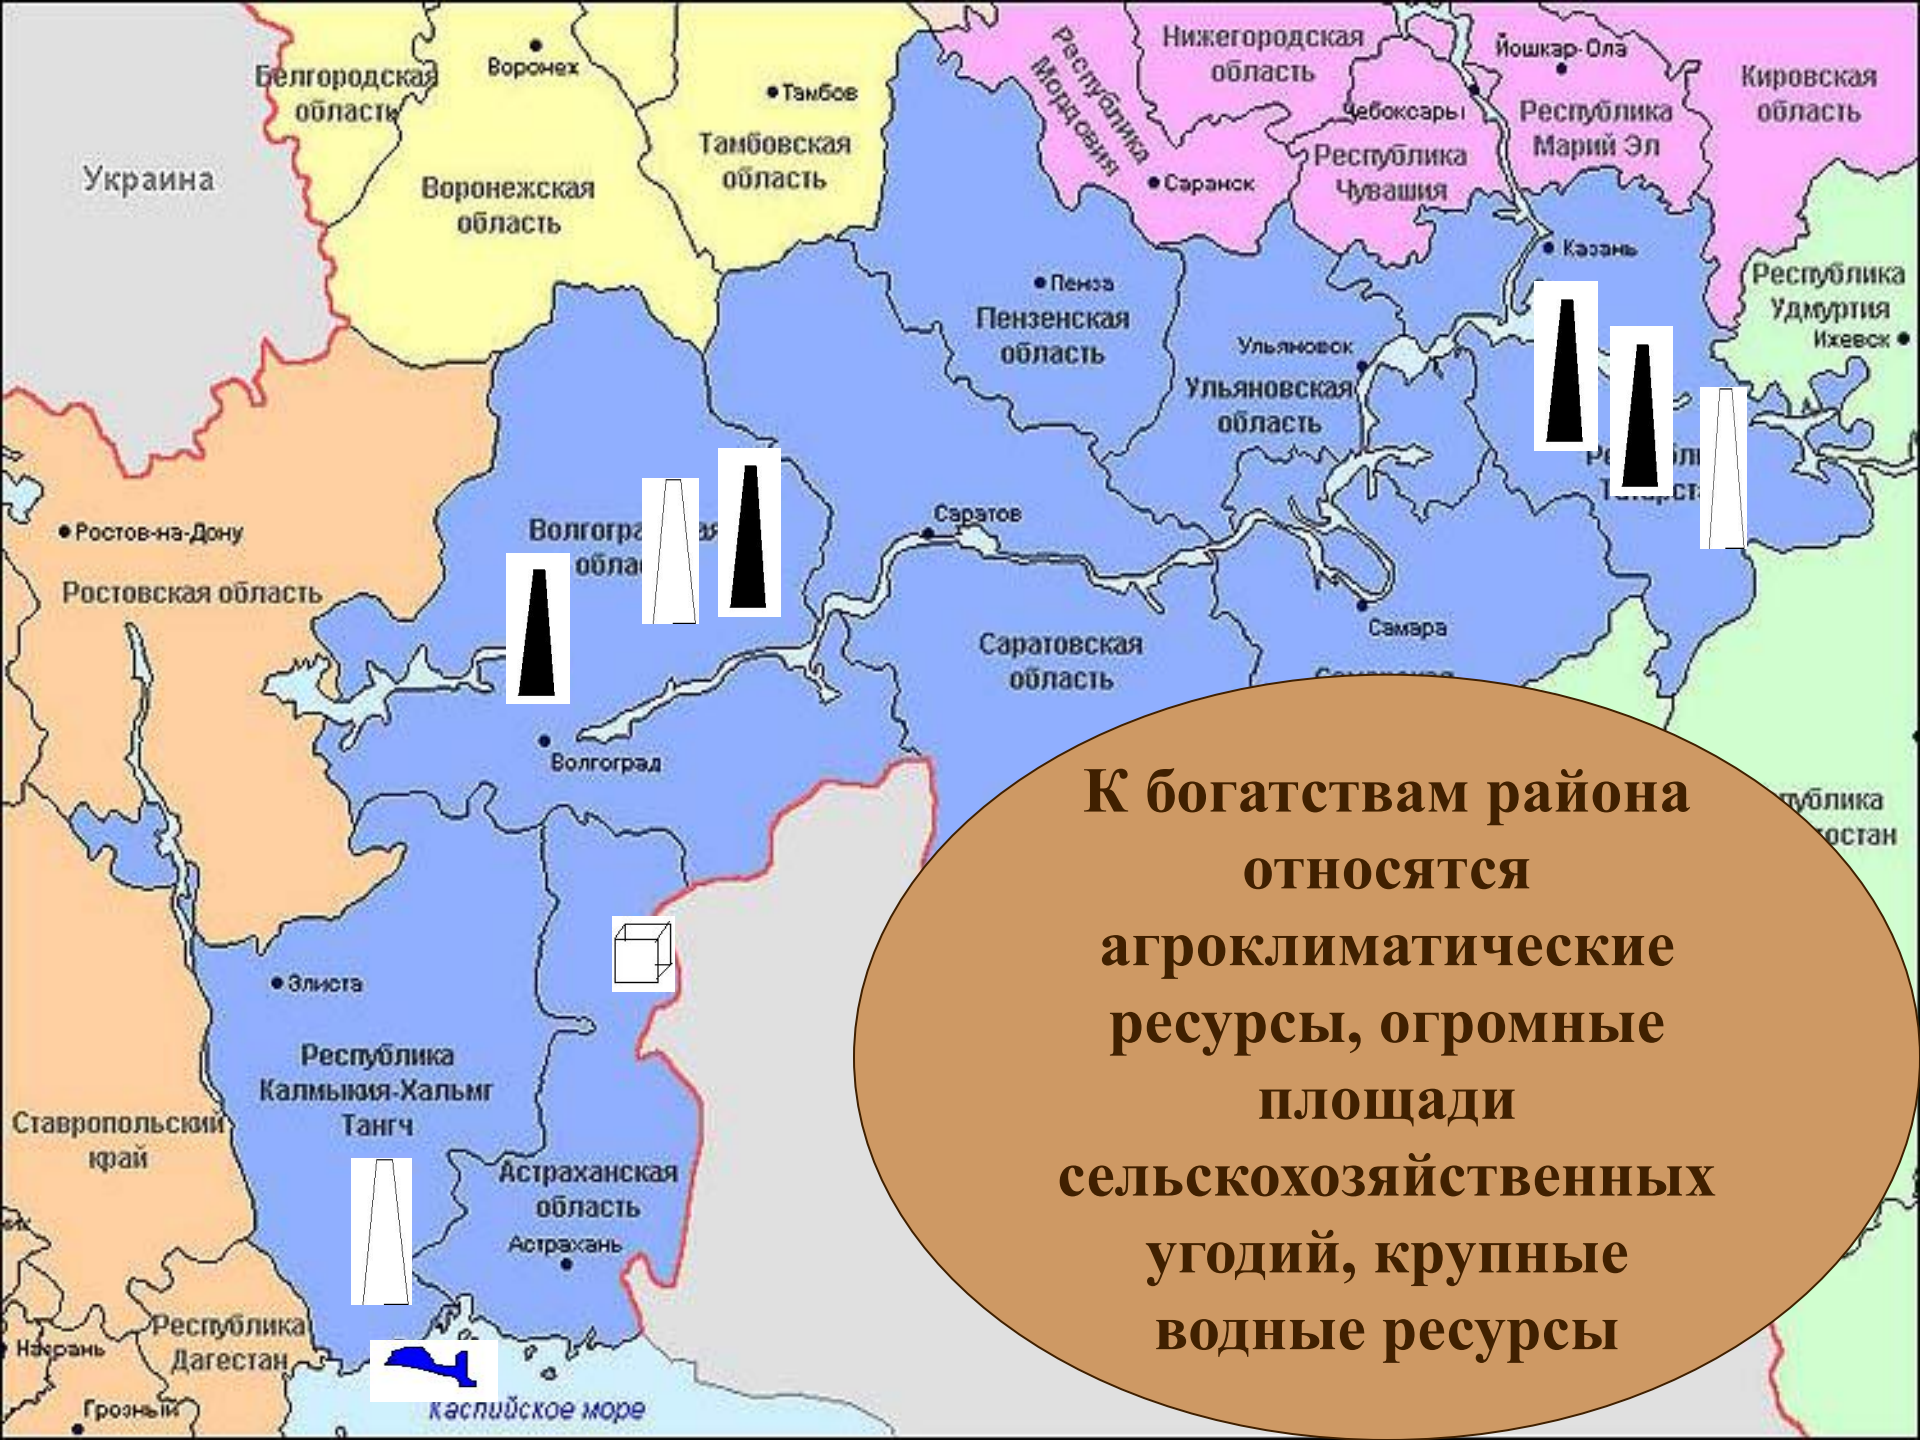 Белгородская
область
Воронех
Тамбов
Тамбовская
область
Воронежская
область
Украина
Республика
Мордовия
Нижегородская
область
Йошкар-Ола
Кировская
область
Чебоксары
Республика
Марий Эл
Республика
Чувашия
Саранск
Казань
Пенза
Пензенская
область
Ульяновск
Ульяновская
область
Республика
Удмуртия
Ижевск
Ростов-на-Дону
Ростовская область
Саратов
Саратовская
область
Самара
Волгоград
Элиста
Республика
Калмыкия-Хальмг
Тангч
Ставропольский
край
Астраханская
область
Астрахань
Республика
Дагестан
Назрань
Грозный
Каспийское море
К богатствам района
относятся
агроклиматические
ресурсы, огромные
площади
сельскохозяйственных
угодий, крупные
водные ресурсы